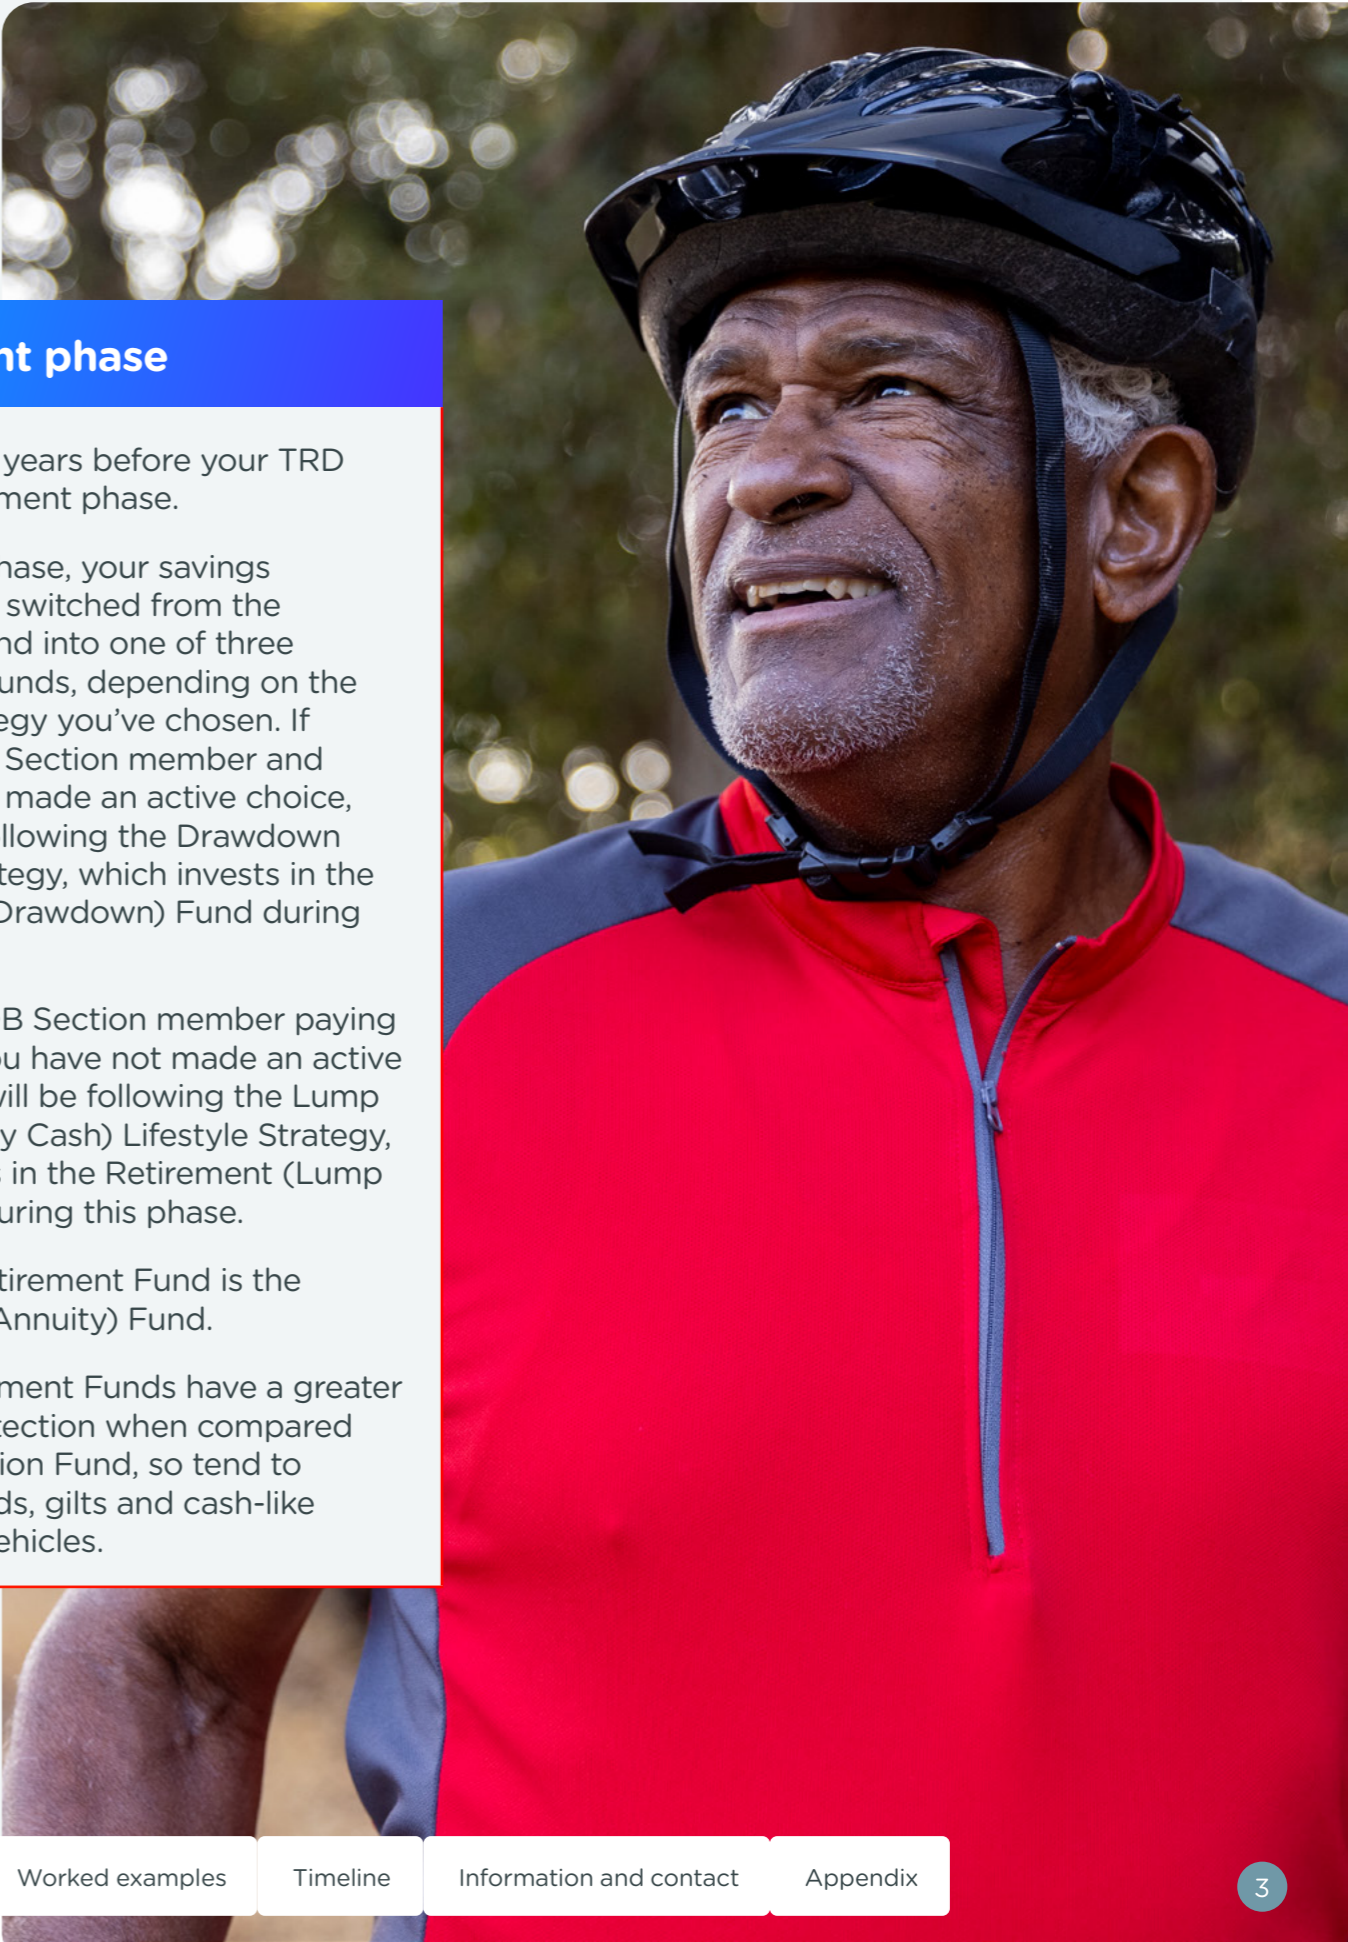 nt phase
years before your TRD
ment phase.
hase, your savings
switched from the
nd into one of three
unds, depending on the
egy you’ve chosen. If
Section member and
made an active choice,
llowing the Drawdown
tegy, which invests in the
Drawdown) Fund during
B Section member paying
ou have not made an active
will be following the Lump
y Cash) Lifestyle Strategy,
s in the Retirement (Lump
uring this phase.
tirement Fund is the
Annuity) Fund.
ment Funds have a greater
tection when compared
ion Fund, so tend to
ds, gilts and cash-like
ehicles.
Worked examples
Timeline
Information and contact
Appendix
3